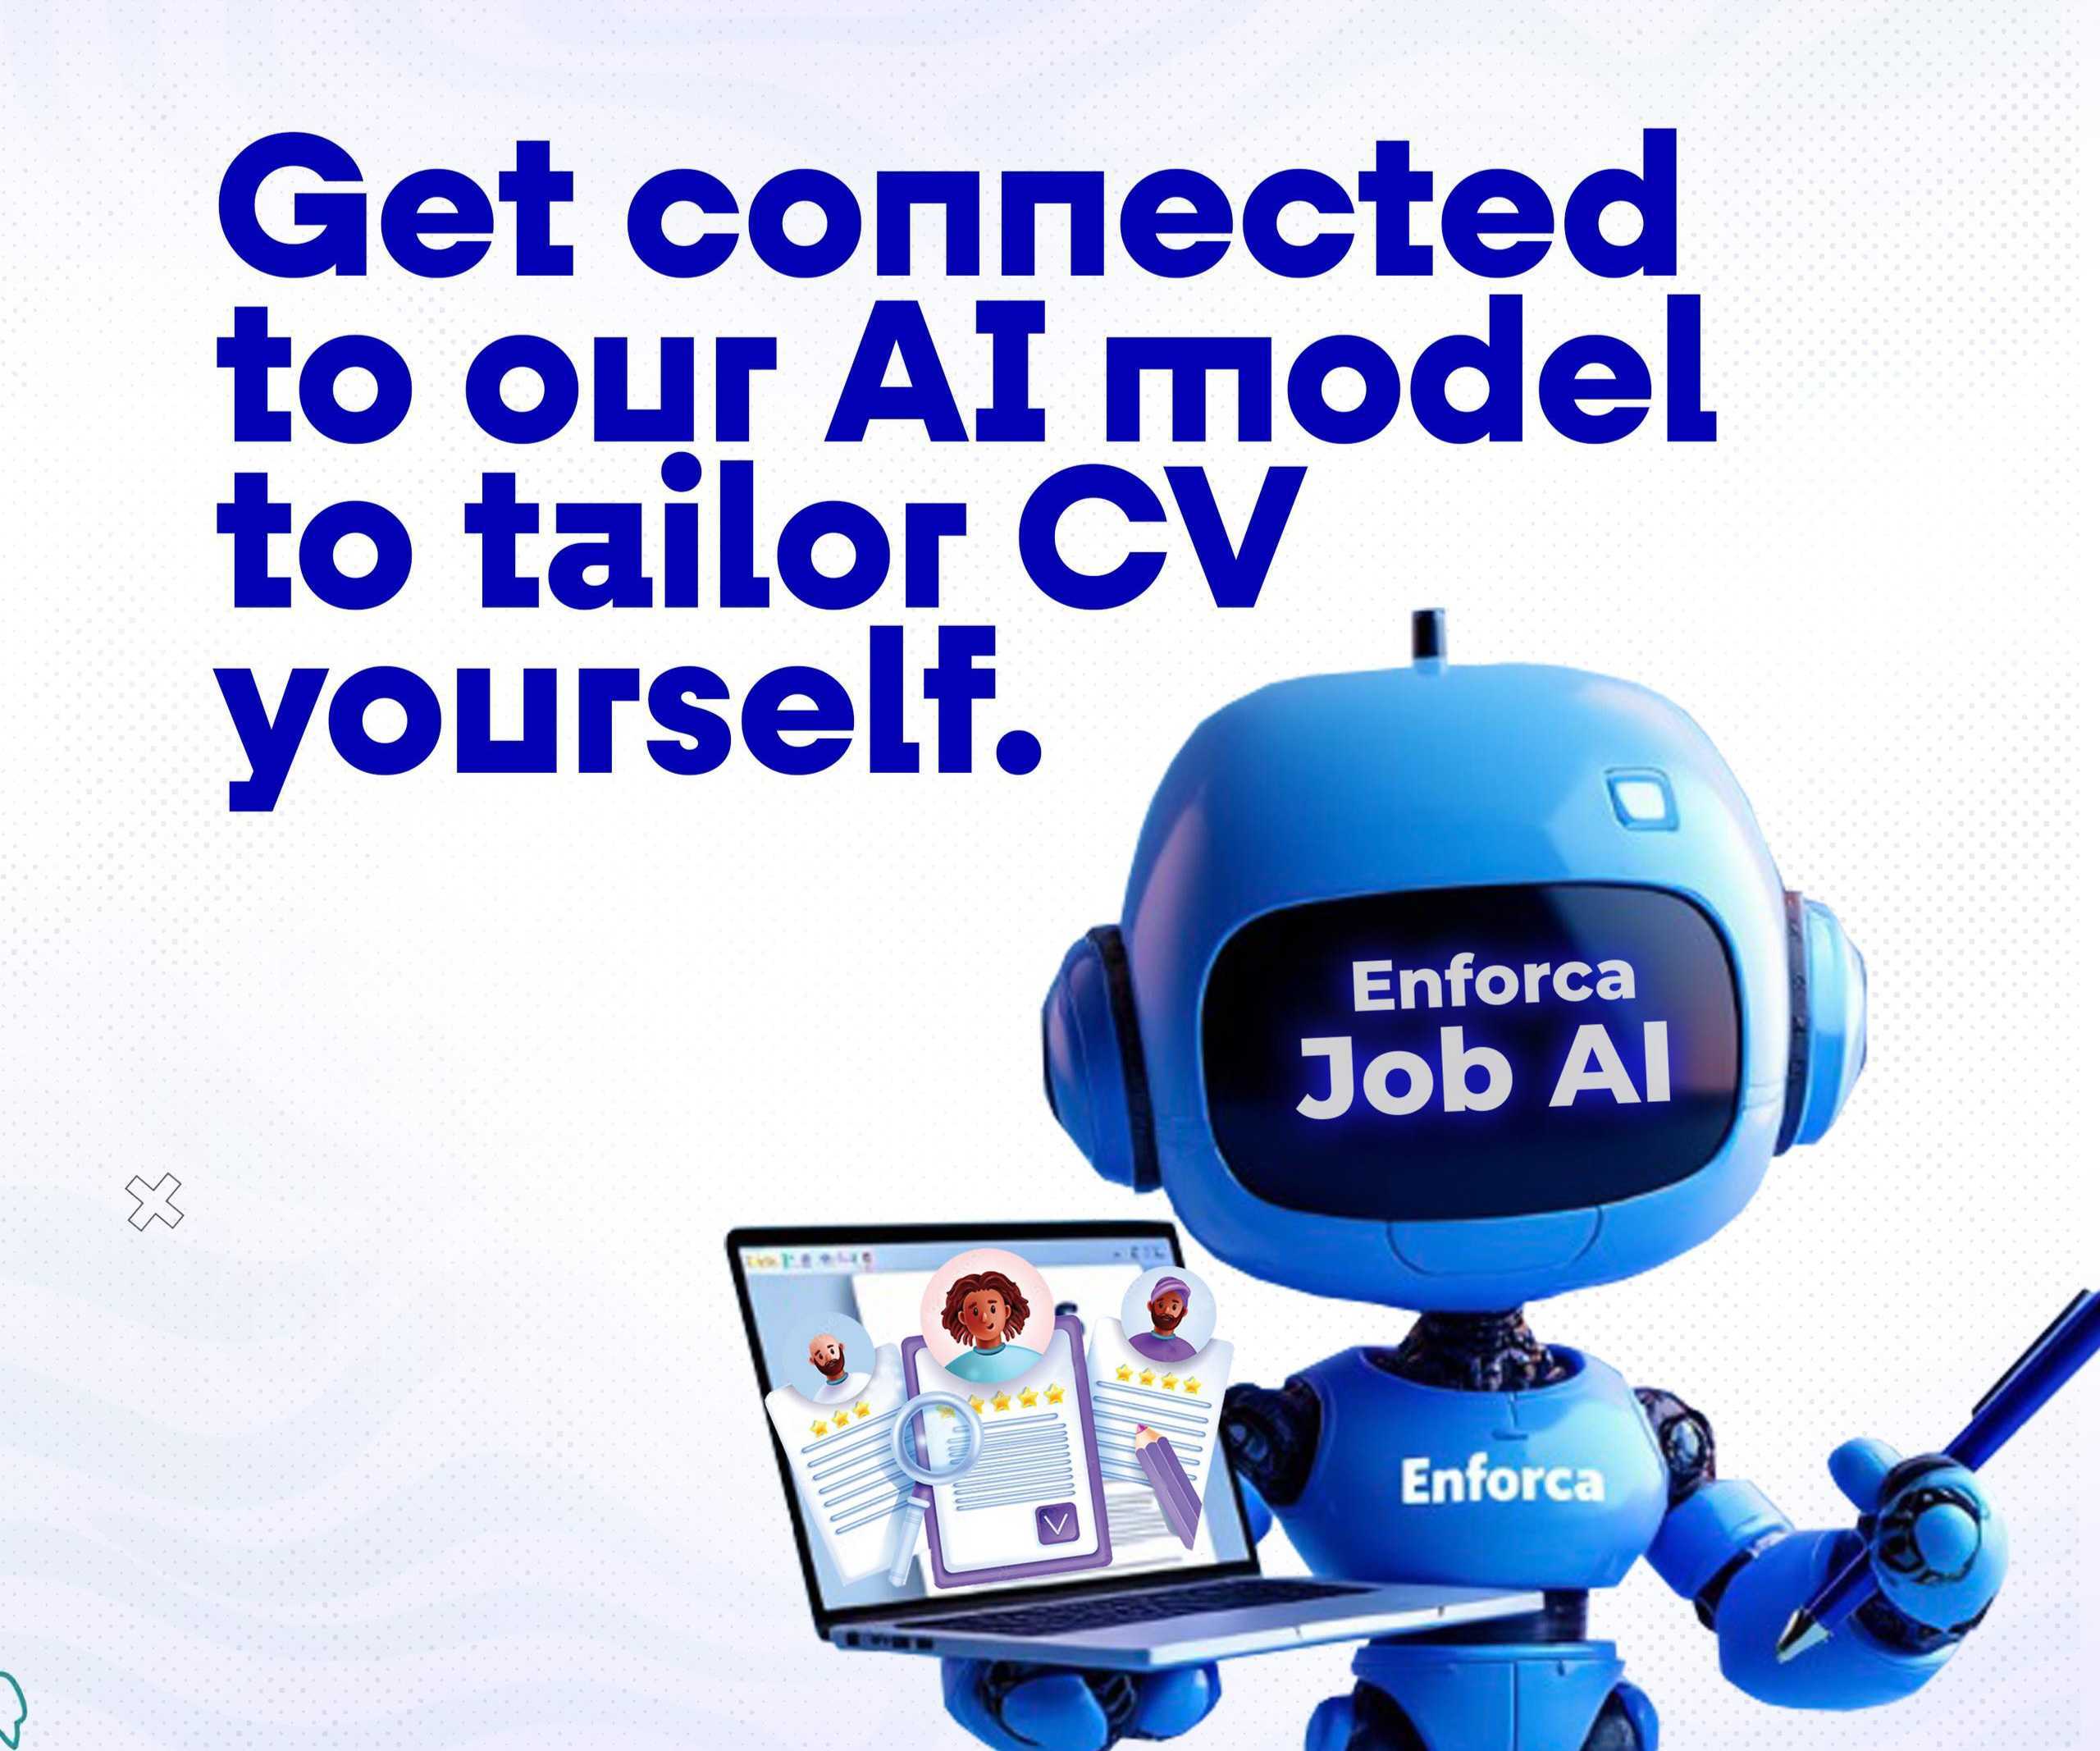 Get connected
to our AI model
to tailor CV
yourself.
Enforca
Job AI
Enforca